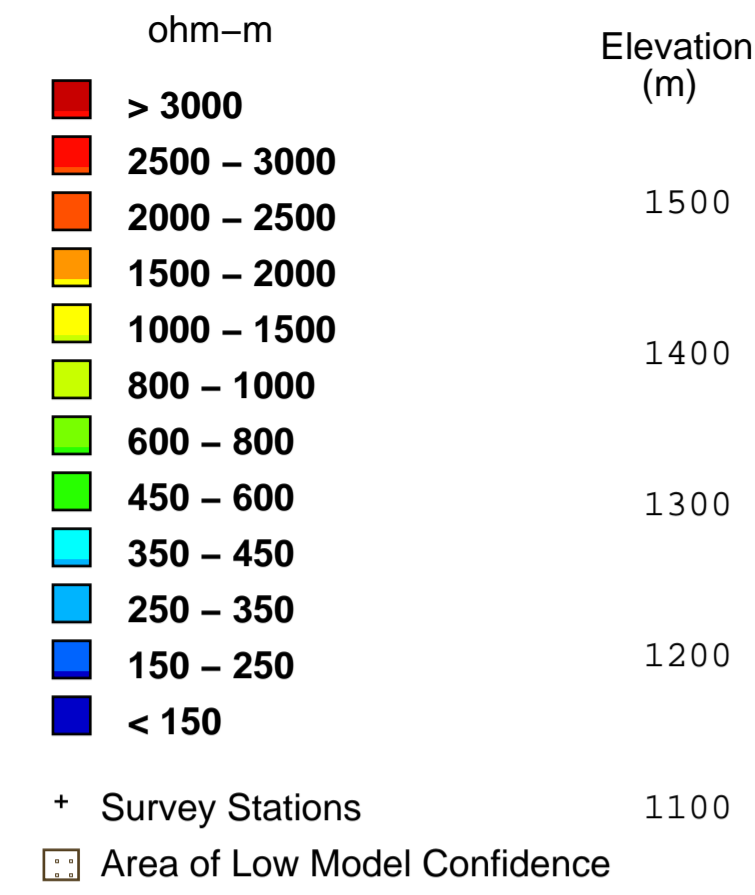 ohm–m
> 3000
2500 – 3000
2000 – 2500
1500 – 2000
1000 – 1500
800 – 1000
600 – 800
450 – 600
350 – 450
250 – 350
150 – 250
< 150
+ Survey Stations
Area of Low Model Confidence
Elevation
(m)
1500
1400
1300
1200
1100